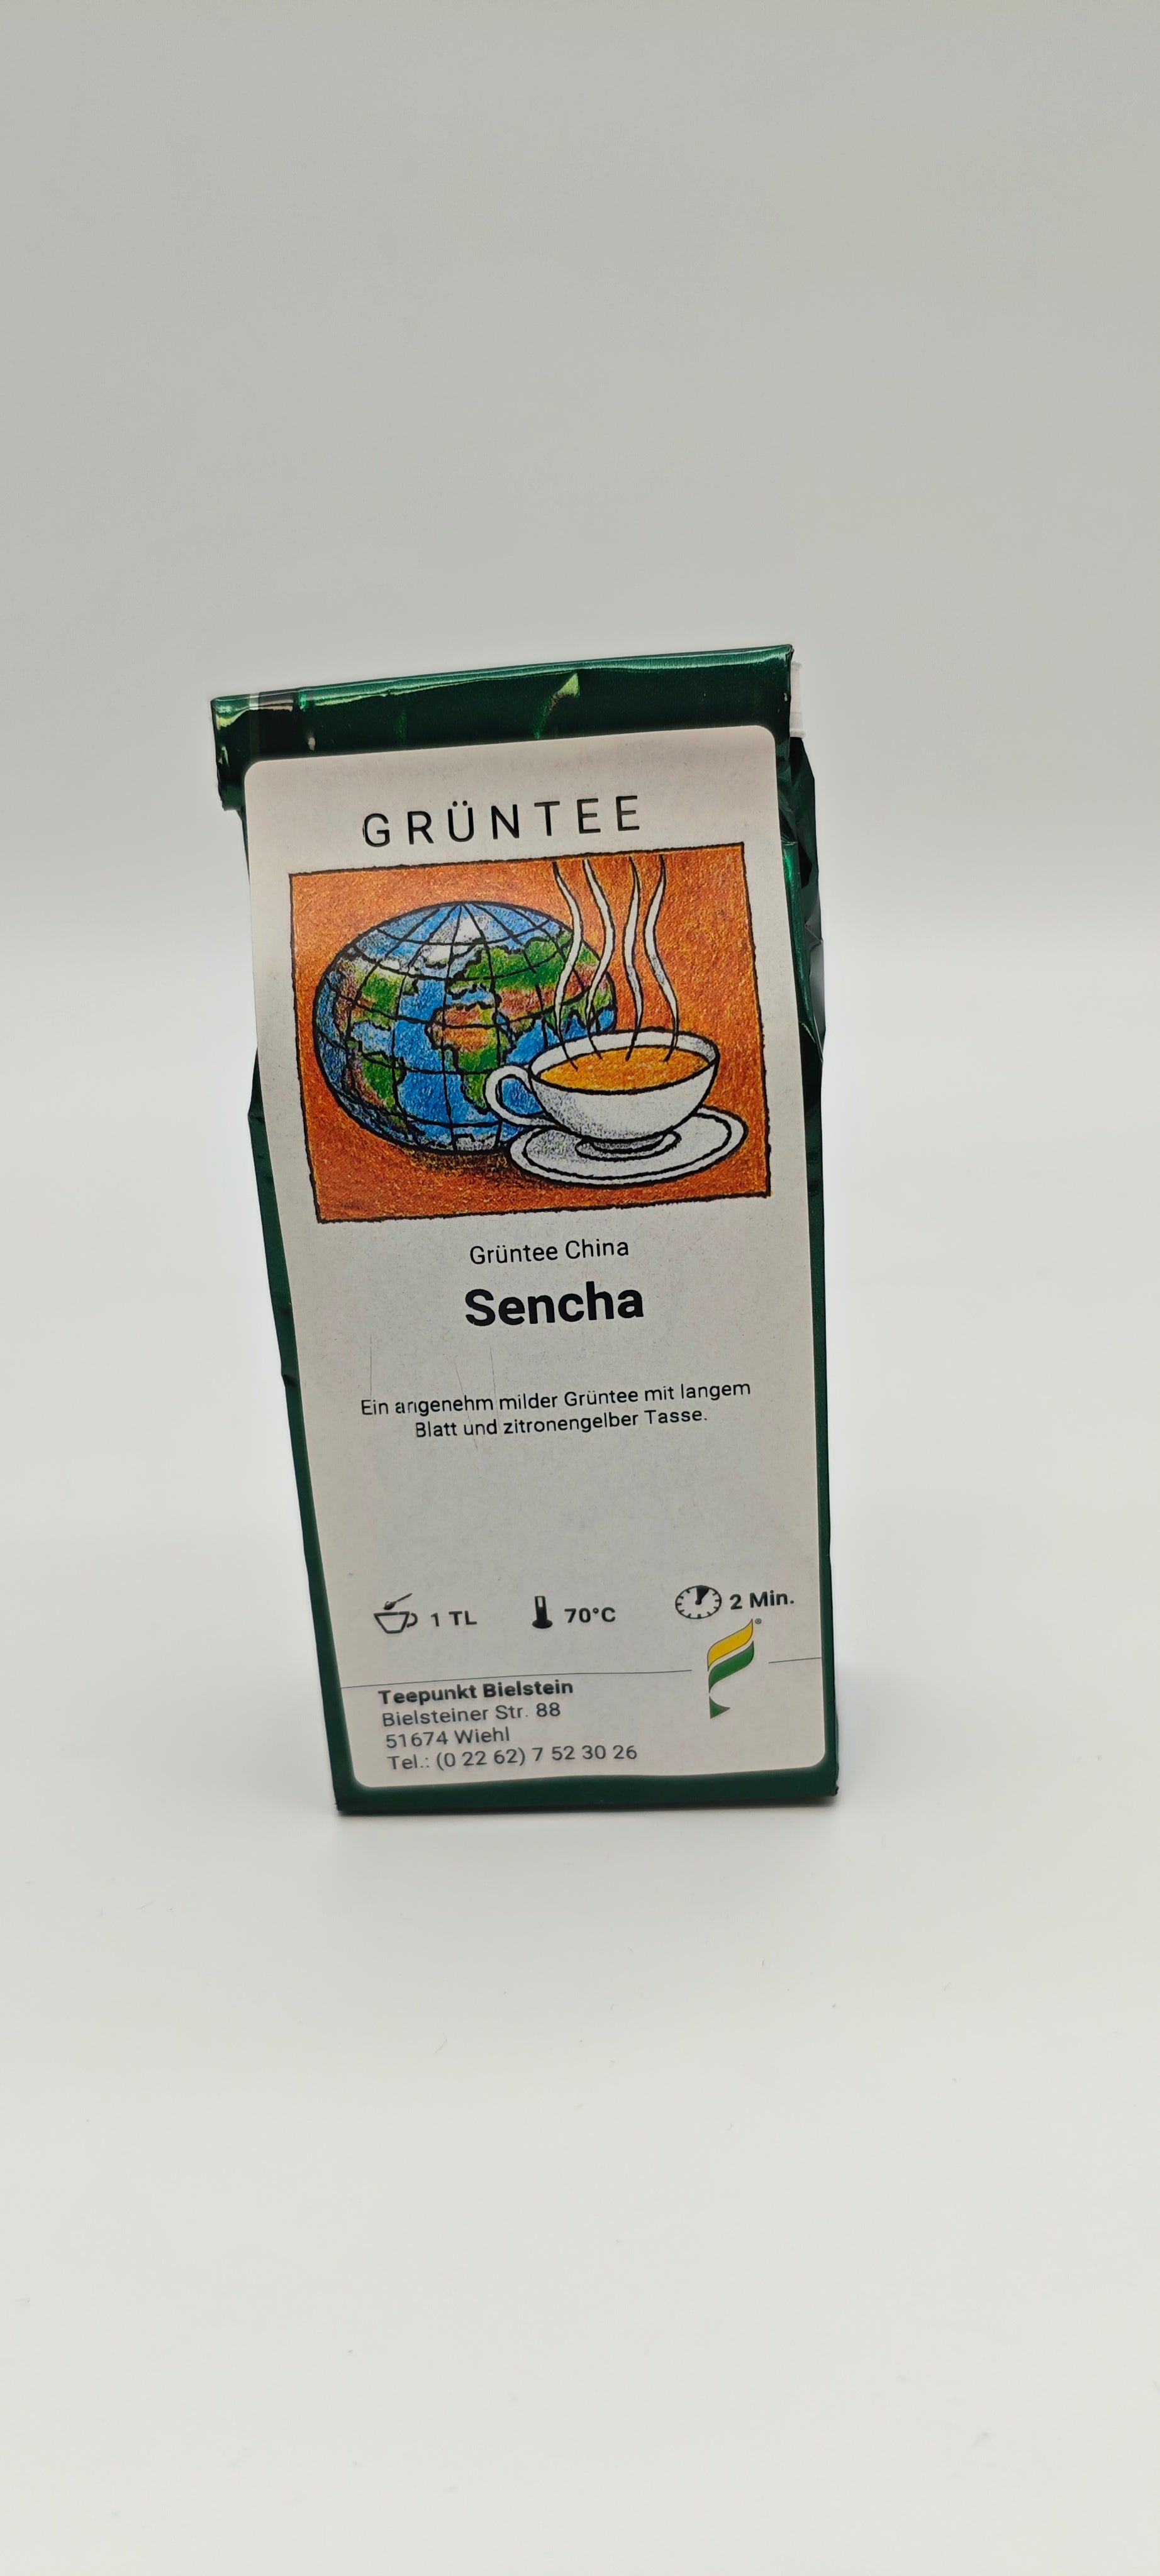 GRÜNTEE
Grüntee China
Sencha
Ein angenehm milder Grüntee mit langem
Blatt und zitronengelber Tasse.
1 TL 70°C 2 Min.
®
Teepunkt Bielstein
Bielsteiner Str. 88
51674 Wiehl
Tel.: (0 22 62) 7 52 30 26